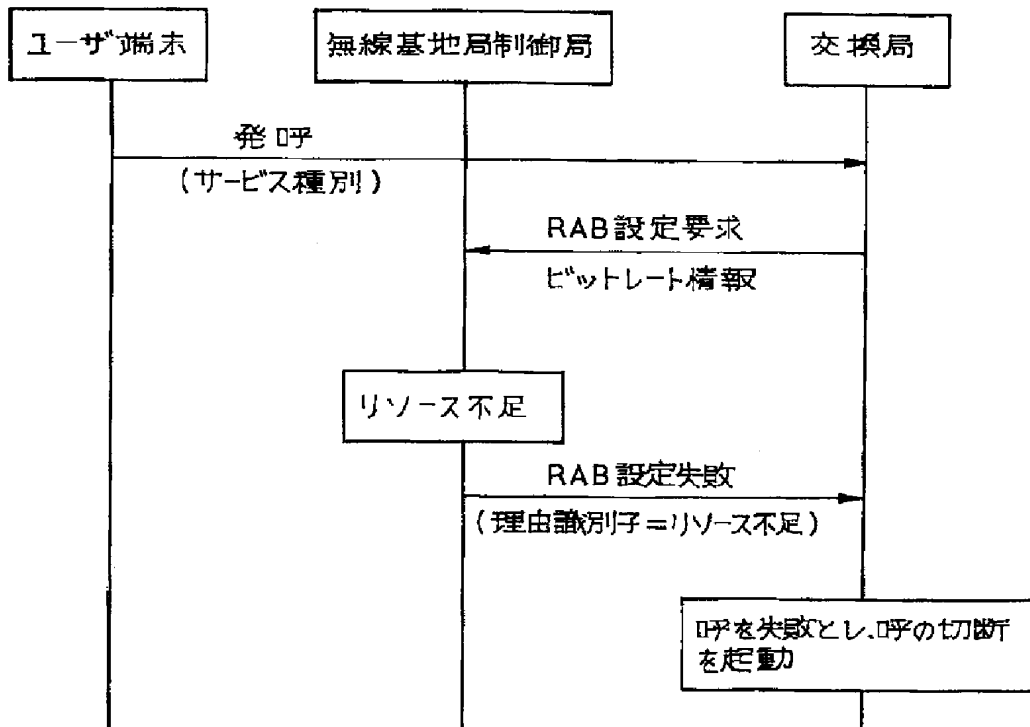 ユーザ端末
無線基地局制御局
交換局
発呼
(サービス種別)
RAB設定要求
ビットレート情報
リソース不足
RAB設定失敗
(理由識別子=リソース不足)
呼を失敗とし、呼の切断
を起動